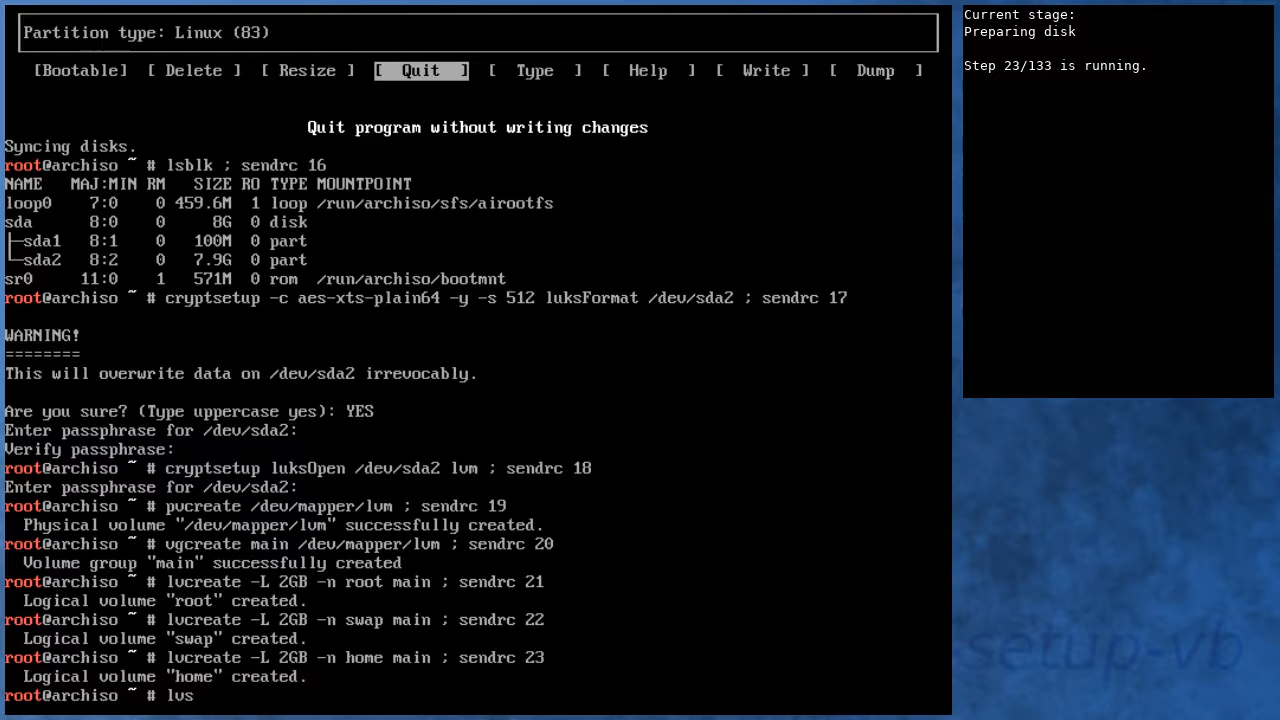 Partition type: Linux (83)
[Bootable] [ Delete ] [ Resize ] [ Quit ] [ Type ] [ Help ] [ Write ] [ Dump ]
Quit program without writing changes
Syncing disks.
root@archiso ~ # lsblk ; sendrc 16
NAME   MAJ:MIN RM   SIZE RO TYPE MOUNTPOINT
loop0    7:0    0 459.6M  1 loop /run/archiso/sfs/airootfs
sda      8:0    0     8G  0 disk
├─sda1   8:1    0   100M  0 part
└─sda2   8:2    0   7.9G  0 part
sr0     11:0    1   571M  0 rom  /run/archiso/bootmnt
root@archiso ~ # cryptsetup -c aes-xts-plain64 -y -s 512 luksFormat /dev/sda2 ; sendrc 17
WARNING!
========
This will overwrite data on /dev/sda2 irrevocably.
Are you sure? (Type uppercase yes): YES
Enter passphrase for /dev/sda2:
Verify passphrase:
root@archiso ~ # cryptsetup luksOpen /dev/sda2 lvm ; sendrc 18
Enter passphrase for /dev/sda2:
root@archiso ~ # pvcreate /dev/mapper/lvm ; sendrc 19
  Physical volume "/dev/mapper/lvm" successfully created.
root@archiso ~ # vgcreate main /dev/mapper/lvm ; sendrc 20
  Volume group "main" successfully created
root@archiso ~ # lvcreate -L 2GB -n root main ; sendrc 21
  Logical volume "root" created.
root@archiso ~ # lvcreate -L 2GB -n swap main ; sendrc 22
  Logical volume "swap" created.
root@archiso ~ # lvcreate -L 2GB -n home main ; sendrc 23
  Logical volume "home" created.
root@archiso ~ # lvs
Current stage:
Preparing disk
Step 23/133 is running.
setup-vb